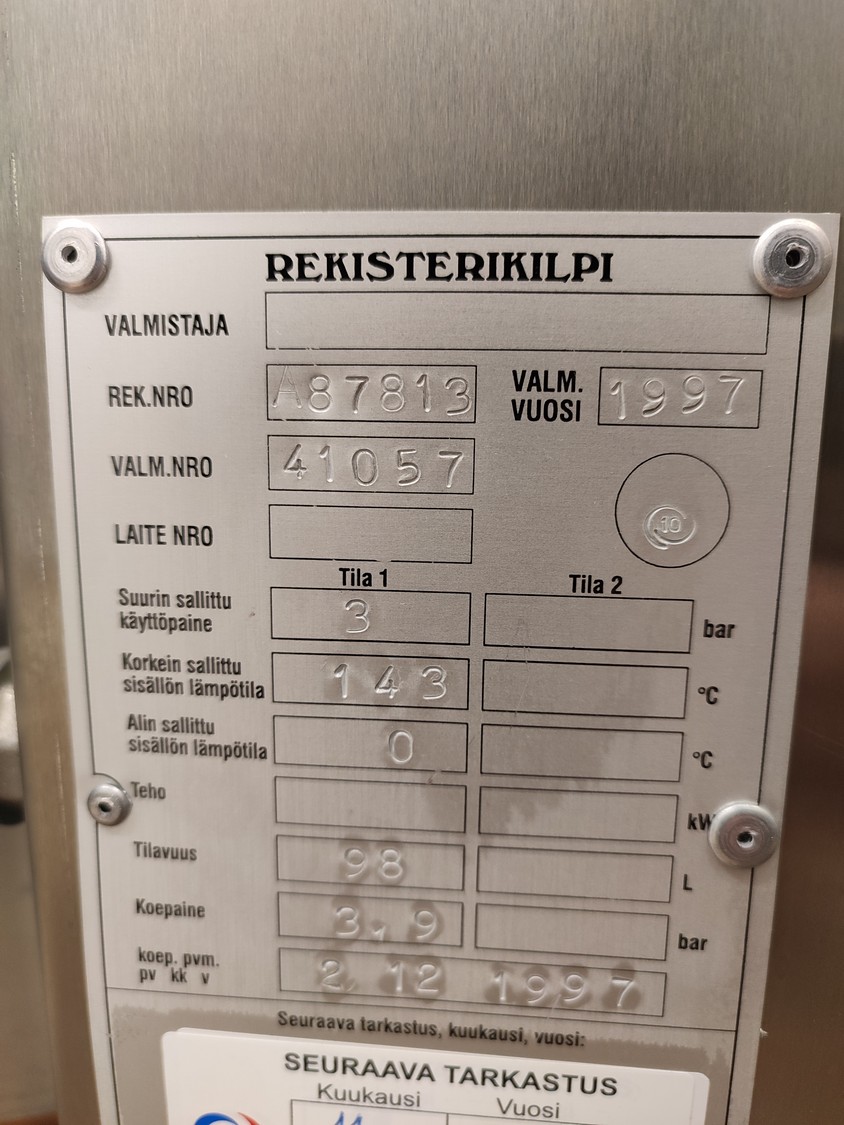 REKISTERIKILPI
VALMISTAJA
REK.NRO A87813 VALM. VUOSI 1997
VALM.NRO 41057
10
LAITE NRO
Tila 1 Tila 2
Suurin sallittu
käyttöpaine 3 bar
Korkein sallittu
sisällön lämpötila 143 °C
Alin sallittu
sisällön lämpötila 0 °C
Teho kW
Tilavuus 98 L
Koepaine 3,9 bar
koep. pvm.
pv kk v 2. 12 1997
Seuraava tarkastus, kuukausi, vuosi:
SEURAAVA TARKASTUS
Kuukausi Vuosi